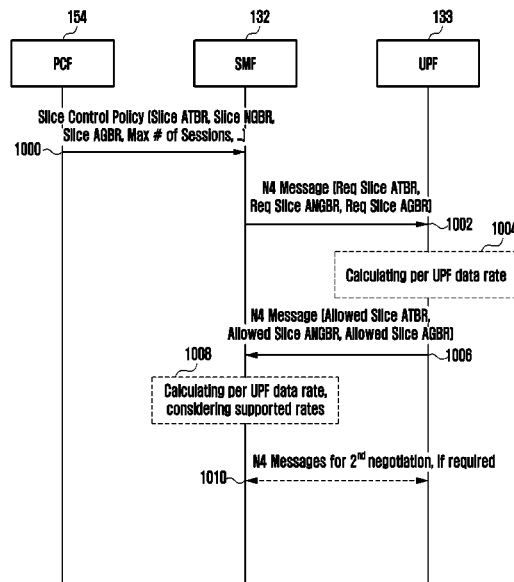 154
132
133
PCF
SMF
UPF
Slice Control Policy [Slice ATBR, Slice NGBR,
Slice AGBR, Max # of Sessions, ...]
1000
N4 Message [Req Slice ATBR,
Req Slice ANGBR, Req Slice AGBR]
1002
1004
Calculating per UPF data rate
N4 Message [Allowed Slice ATBR,
Allowed Slice ANGBR, Allowed Slice AGBR]
1006
1008
Calculating per UPF data rate,
considering supported rates
N4 Messages for 2nd negotiation, if required
1010